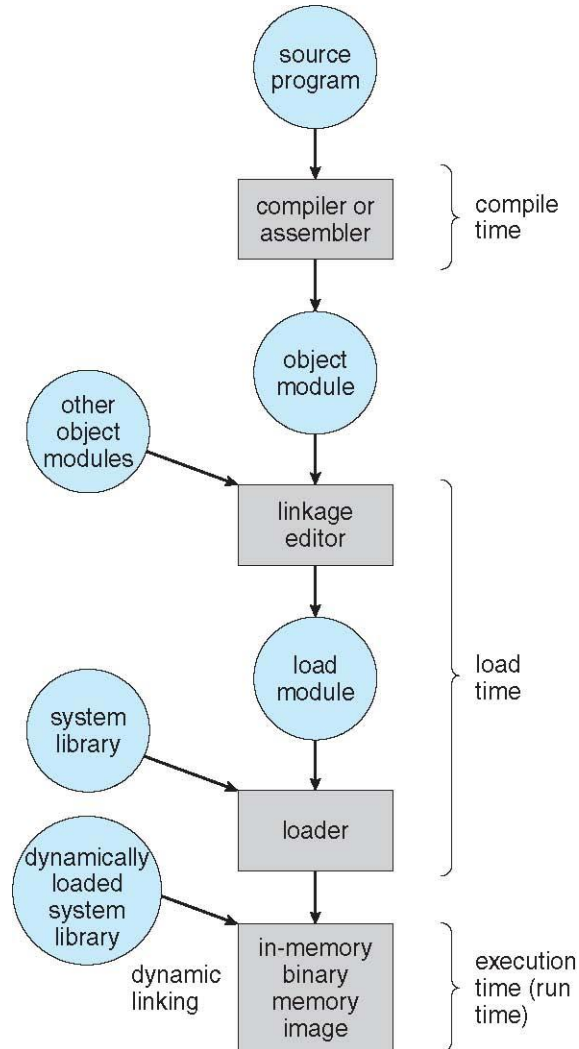 source
program
compiler or
assembler
compile
time
object
module
other
object
modules
linkage
editor
load
module
load
time
system
library
loader
dynamically
loaded
system
library
dynamic
linking
in-memory
binary
memory
image
execution
time (run
time)